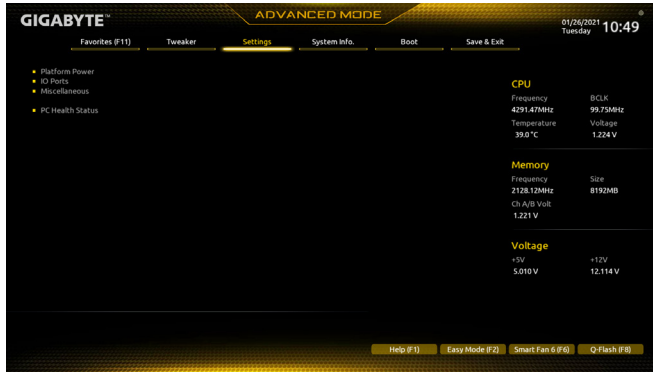 GIGABYTE™
ADVANCED MODE
01/26/2021
Tuesday
10:49
Favorites (F11) Tweaker Settings System Info. Boot Save & Exit
Platform Power
IO Ports
Miscellaneous
PC Health Status
CPU
Frequency BCLK
4291.47MHz 99.75MHz
Temperature Voltage
39.0 °C 1.224 V
Memory
Frequency Size
2128.12MHz 8192MB
Ch A/B Volt
1.221 V
Voltage
+5V +12V
5.010 V 12.114 V
Help (F1) Easy Mode (F2) Smart Fan 6 (F6) Q-Flash (F8)